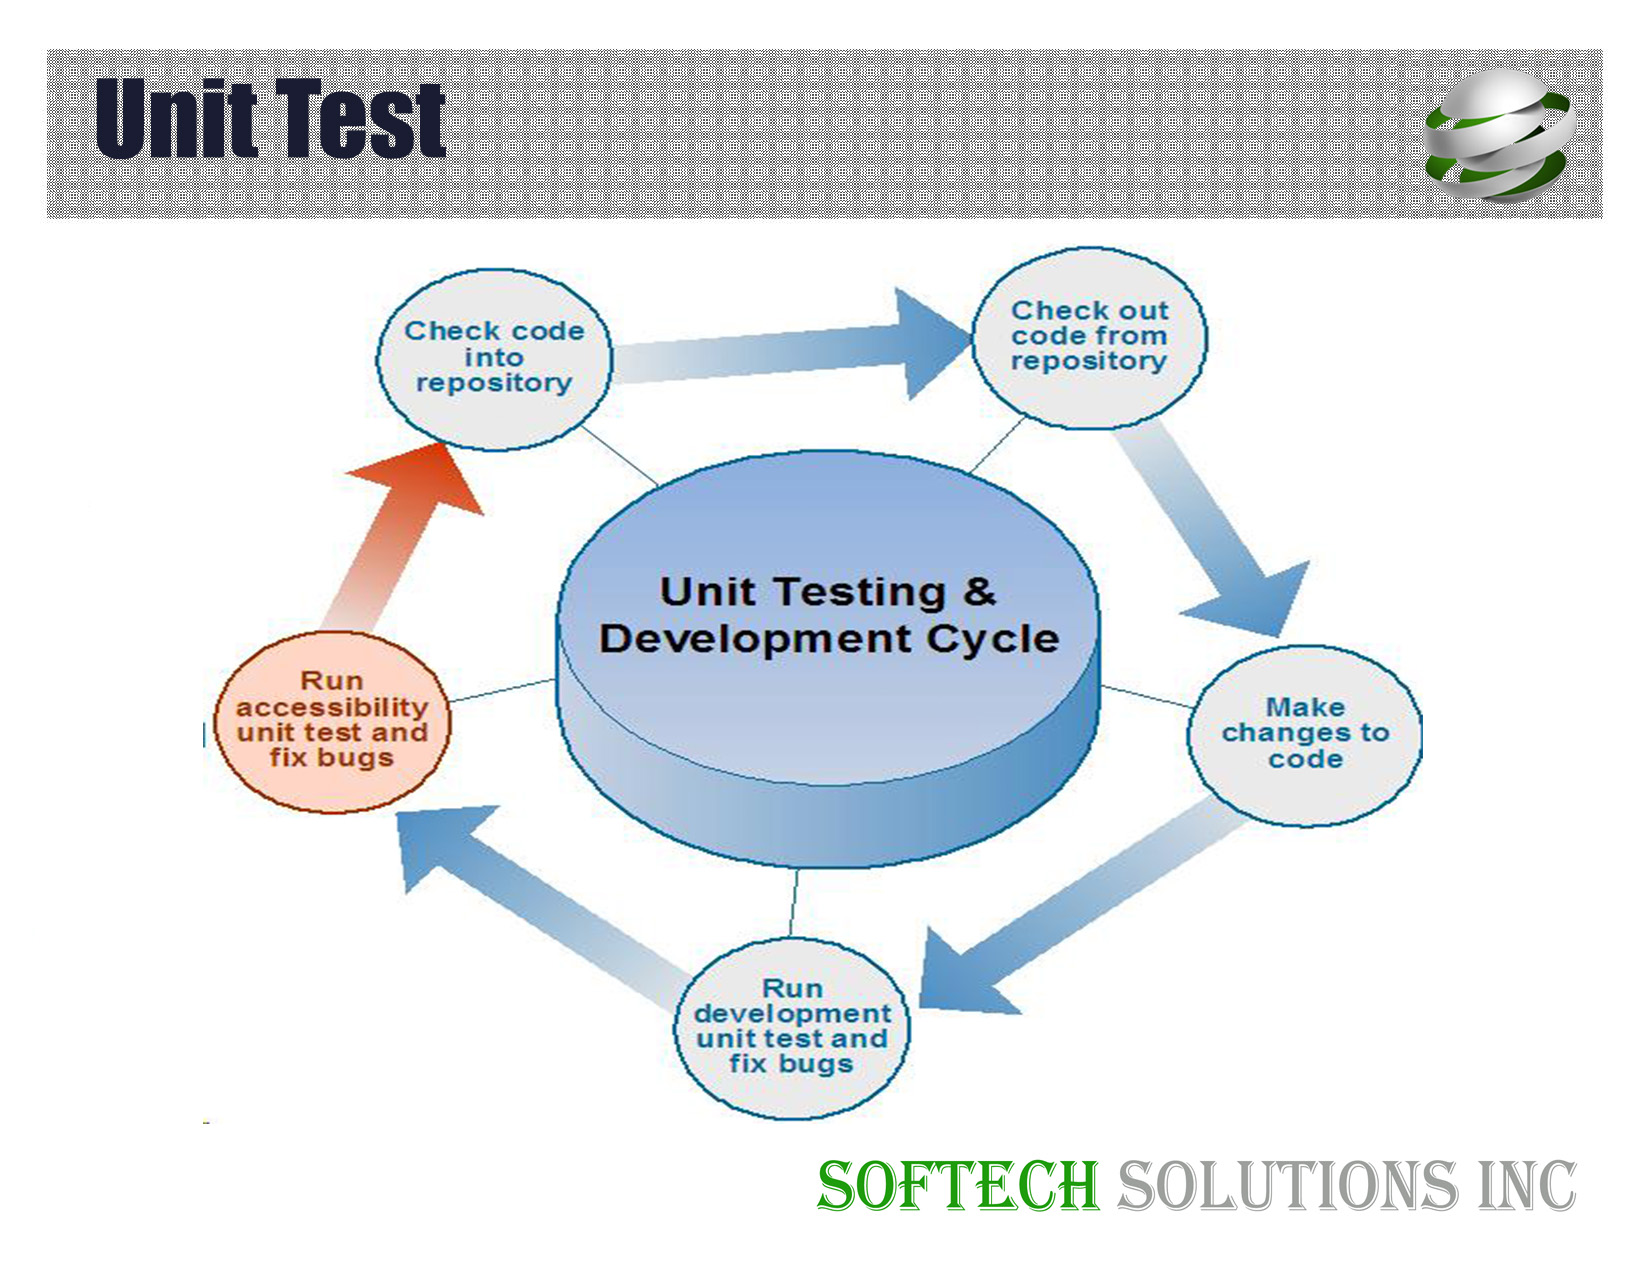 Unit Test
Check code
into
repository
Check out
code from
repository
Unit Testing &
Development Cycle
Run
accessibility
unit test and
fix bugs
Make
changes to
code
Run
development
unit test and
fix bugs
SOFTECH SOLUTIONS INC